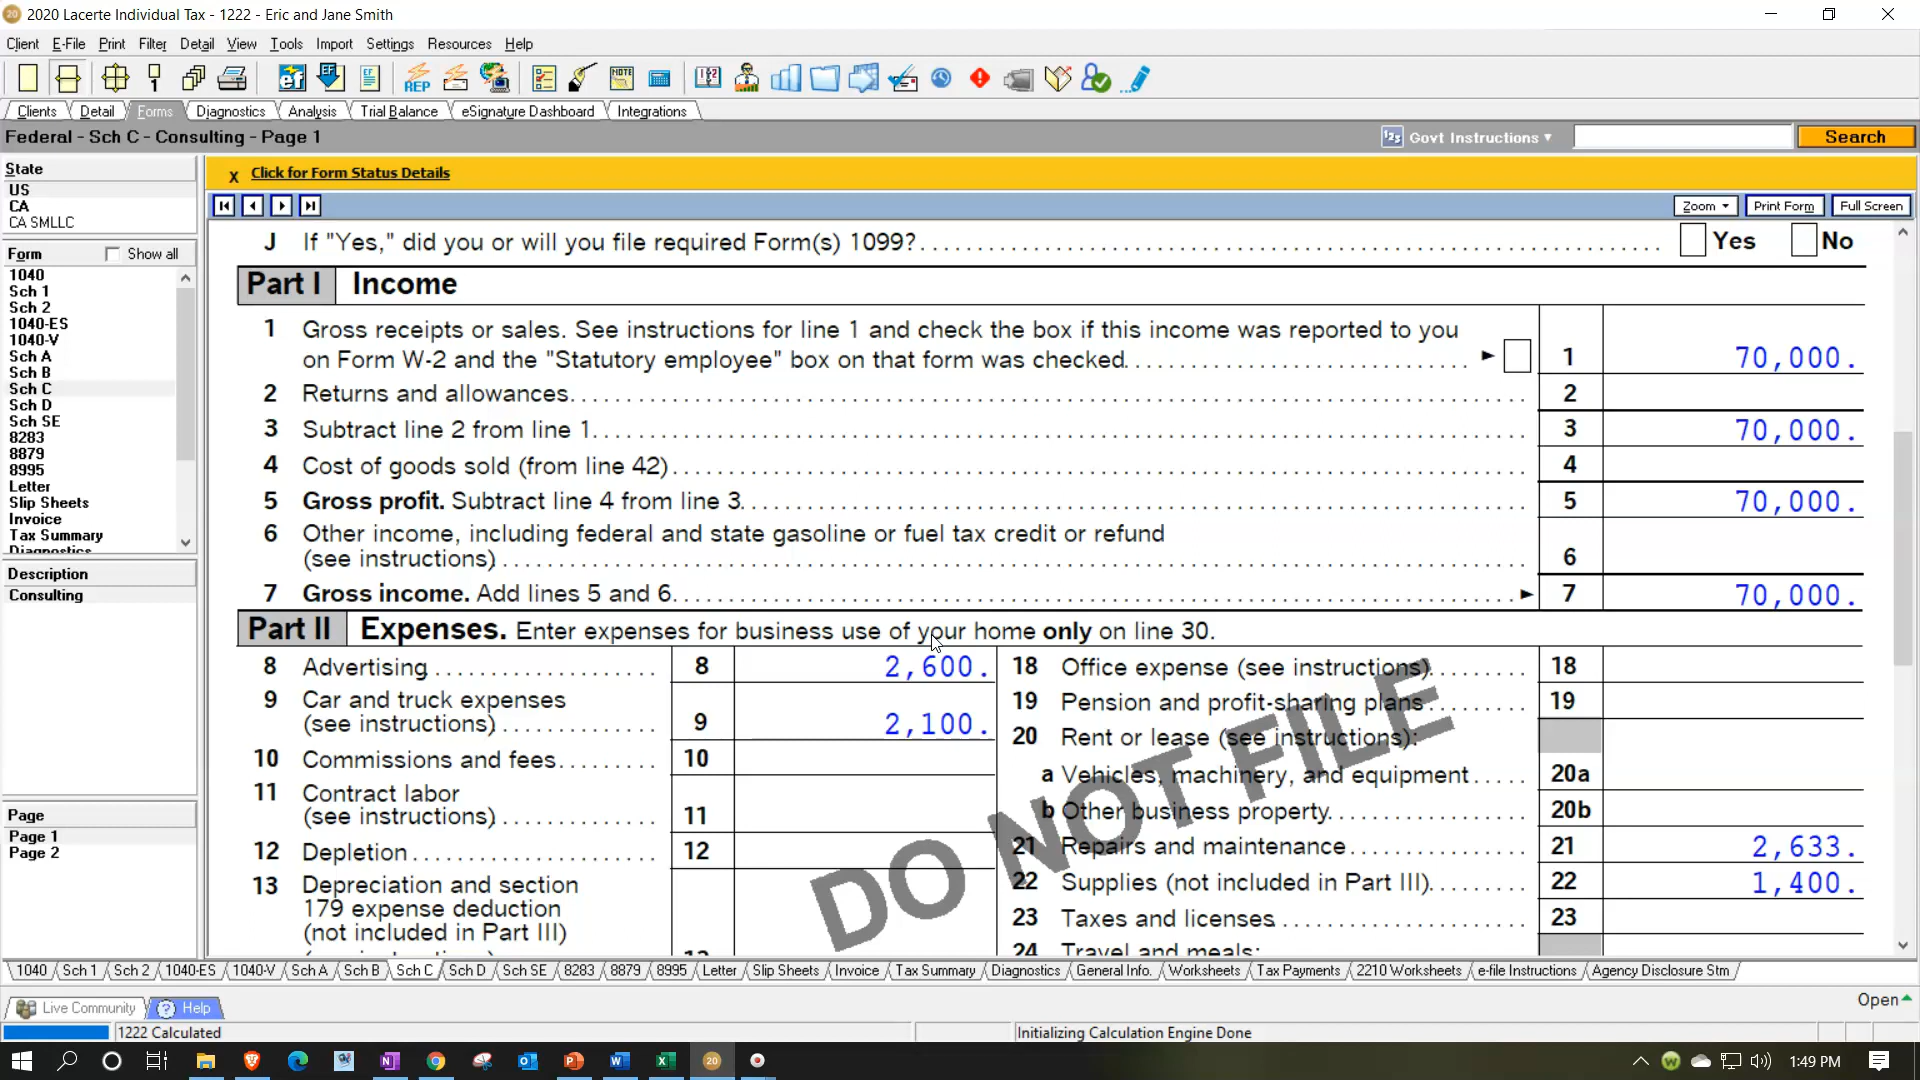 2020 Lacerte Individual Tax - 1222 - Eric and Jane Smith
Client E-File Print Filter Detail View Tools Import Settings Resources Help
REP NOTE
Clients Detail Forms Diagnostics Analysis Trial Balance eSignature Dashboard Integrations
Federal - Sch C - Consulting - Page 1 Govt Instructions Search
State
US
CA
CA SMLLC
Form Show all
1040
Sch 1
Sch 2
1040-ES
1040-V
Sch A
Sch B
Sch C
Sch D
Sch SE
8283
8879
8995
Letter
Slip Sheets
Invoice
Tax Summary
Diagnostics
Description
Consulting
Page
Page 1
Page 2
x Click for Form Status Details
Zoom Print Form Full Screen
J If "Yes," did you or will you file required Form(s) 1099? Yes No
Part I Income
1 Gross receipts or sales. See instructions for line 1 and check the box if this income was reported to you
on Form W-2 and the "Statutory employee" box on that form was checked. 1 70,000.
2 Returns and allowances 2
3 Subtract line 2 from line 1 3 70,000.
4 Cost of goods sold (from line 42) 4
5 Gross profit. Subtract line 4 from line 3 5 70,000.
6 Other income, including federal and state gasoline or fuel tax credit or refund
(see instructions) 6
7 Gross income. Add lines 5 and 6 7 70,000.
Part II Expenses. Enter expenses for business use of your home only on line 30.
8 Advertising 8 2,600.
9 Car and truck expenses
(see instructions) 9 2,100.
10 Commissions and fees 10
11 Contract labor
(see instructions) 11
12 Depletion 12
13 Depreciation and section
179 expense deduction
(not included in Part III)
18 Office expense (see instructions) 18
19 Pension and profit-sharing plans 19
20 Rent or lease (see instructions):
a Vehicles, machinery, and equipment 20a
b Other business property 20b
21 Repairs and maintenance 21 2,633.
22 Supplies (not included in Part III) 22 1,400.
23 Taxes and licenses 23
24 Travel and meals:
DO NOT FILE
1040 Sch 1 Sch 2 1040-ES 1040-V Sch A Sch B Sch C Sch D Sch SE 8283 8879 8995 Letter Slip Sheets Invoice Tax Summary Diagnostics General Info. Worksheets Tax Payments 2210 Worksheets e-file Instructions Agency Disclosure Stm
Live Community Help Open
1222 Calculated Initializing Calculation Engine Done
1:49 PM